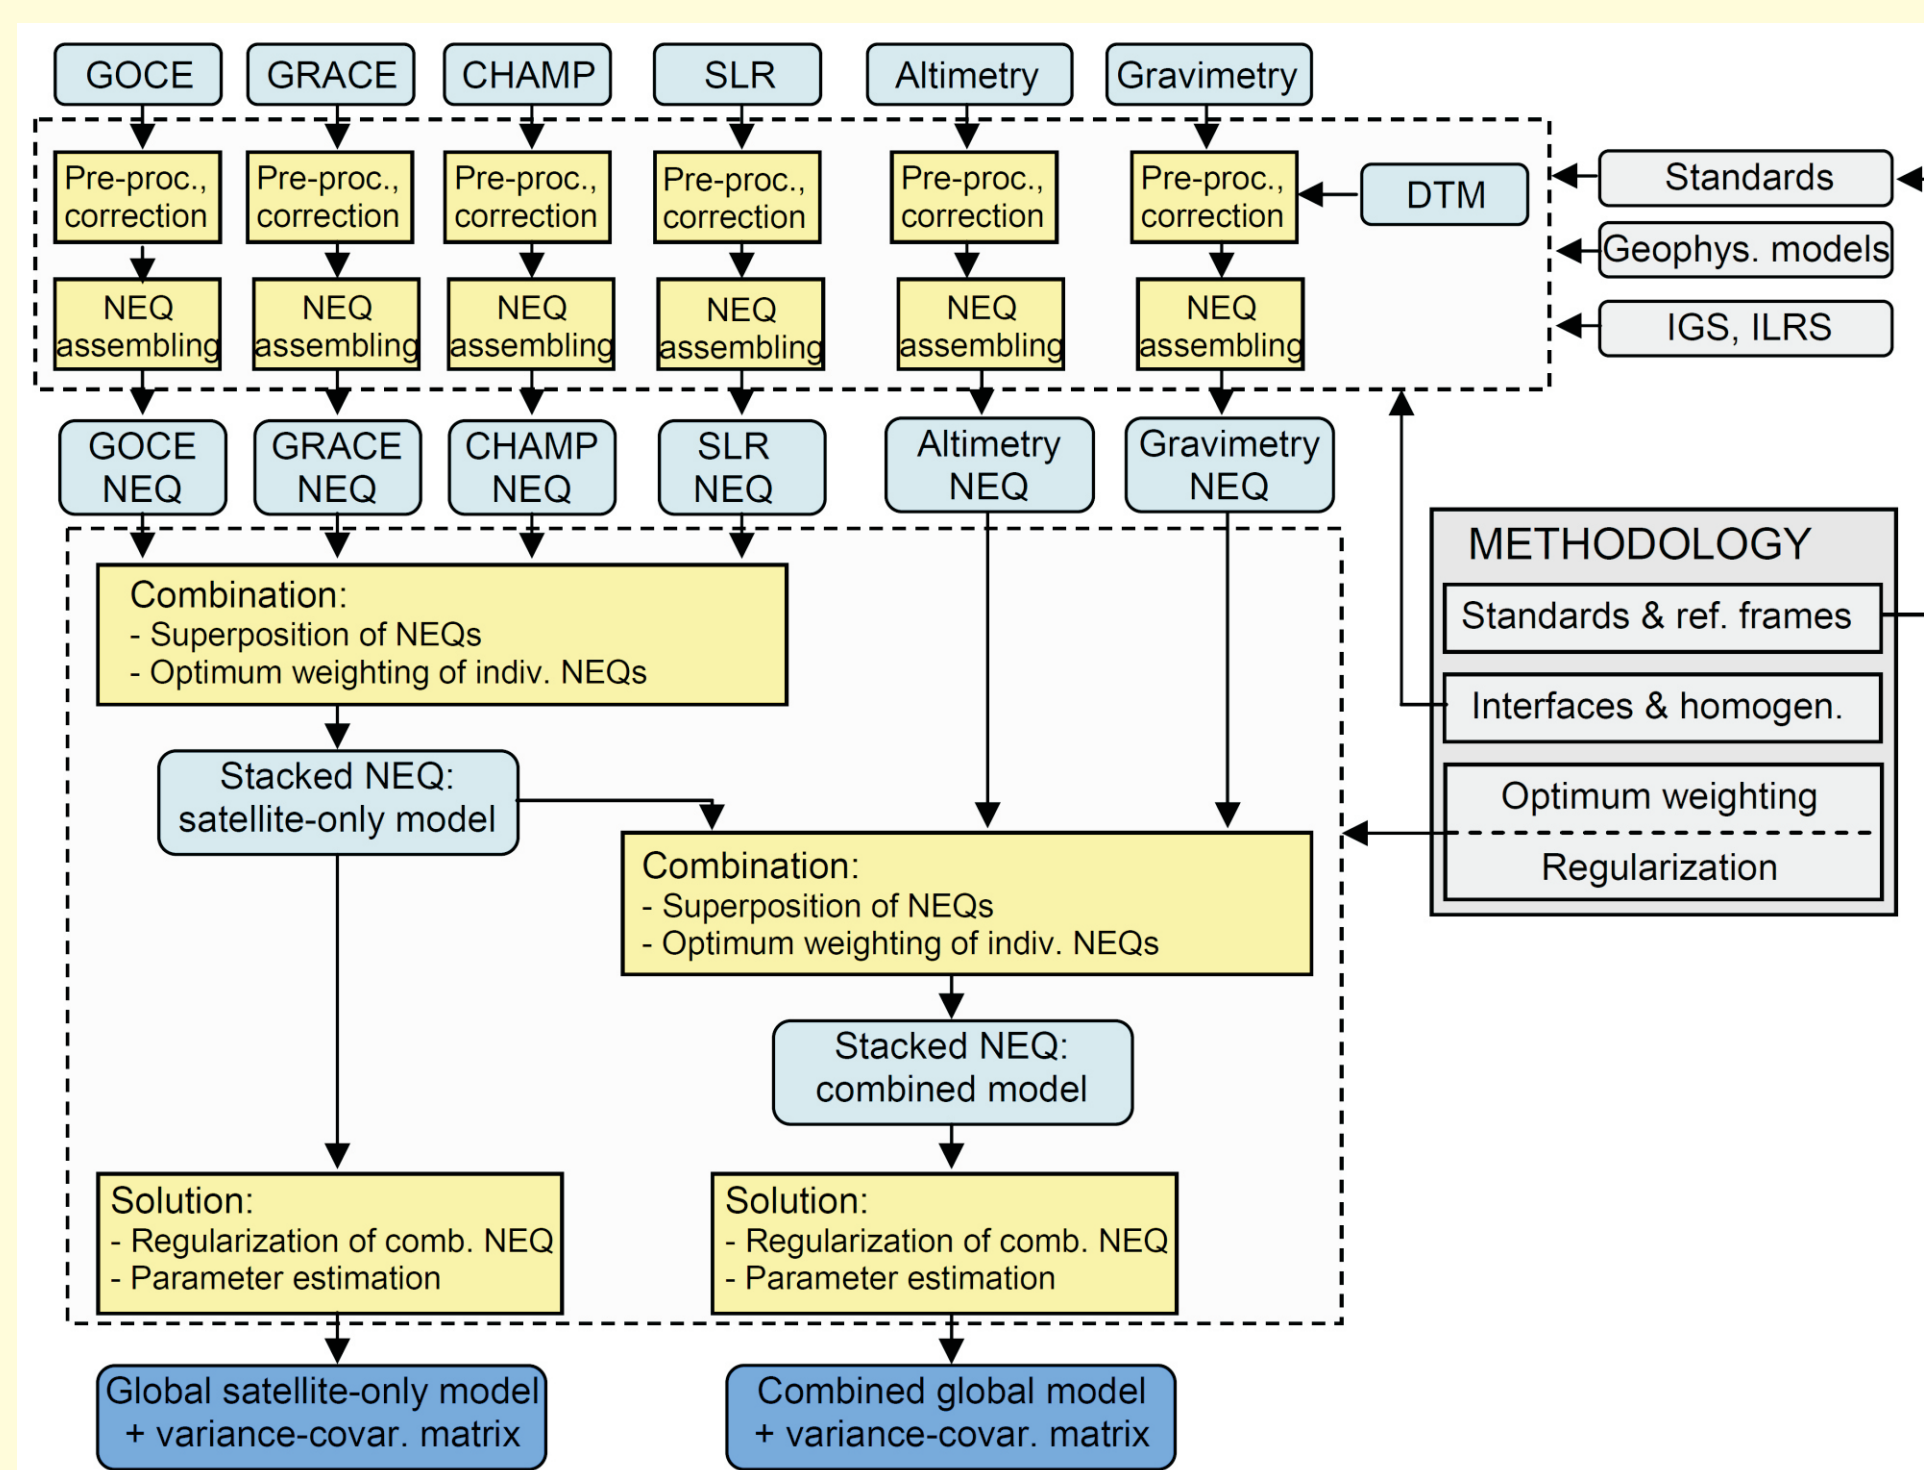 GOCE
GRACE
CHAMP
SLR
Altimetry
Gravimetry
Pre-proc.,
correction
Pre-proc.,
correction
Pre-proc.,
correction
Pre-proc.,
correction
Pre-proc.,
correction
Pre-proc.,
correction
DTM
Standards
Geophys. models
IGS, ILRS
NEQ
assembling
NEQ
assembling
NEQ
assembling
NEQ
assembling
NEQ
assembling
NEQ
assembling
GOCE
NEQ
GRACE
NEQ
CHAMP
NEQ
SLR
NEQ
Altimetry
NEQ
Gravimetry
NEQ
METHODOLOGY
Standards & ref. frames
Interfaces & homogen.
Optimum weighting
Regularization
Combination:
- Superposition of NEQs
- Optimum weighting of indiv. NEQs
Stacked NEQ:
satellite-only model
Combination:
- Superposition of NEQs
- Optimum weighting of indiv. NEQs
Stacked NEQ:
combined model
Solution:
- Regularization of comb. NEQ
- Parameter estimation
Solution:
- Regularization of comb. NEQ
- Parameter estimation
Global satellite-only model
+ variance-covar. matrix
Combined global model
+ variance-covar. matrix